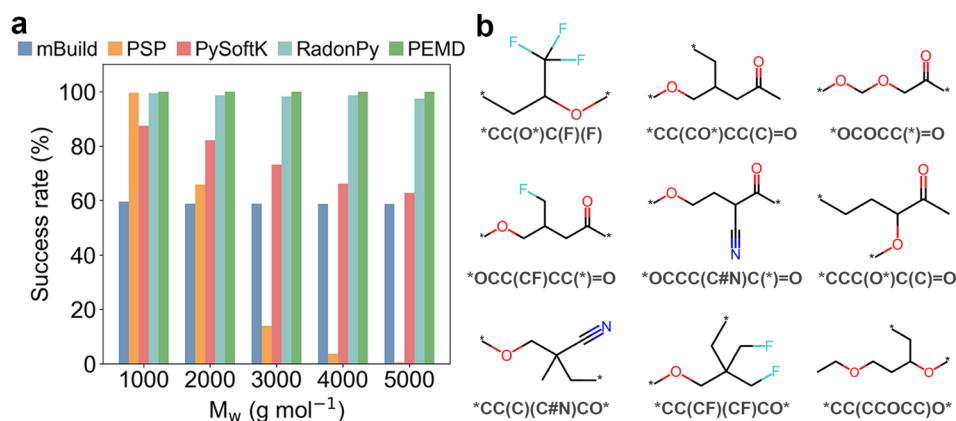 a
mBuild PSP PySoftK RadonPy PEMD
Success rate (%)
100
80
60
40
20
0
1000 2000 3000 4000 5000
Mw (g mol⁻¹)
b
F F F * O *
*CC(O*)C(F)(F)
* O * O
*CC(CO*)CC(C)=O
* O O O *
*OCOCC(*)=O
F O * O *
*OCC(CF)CC(*)=O
O * O * N
*OCCC(C#N)C(*)=O
* O O *
*CCC(O*)C(C)=O
* O N *
*CC(C)(C#N)CO*
* F O * F
*CC(CF)(CF)CO*
* O O *
*CC(CCOCC)O*